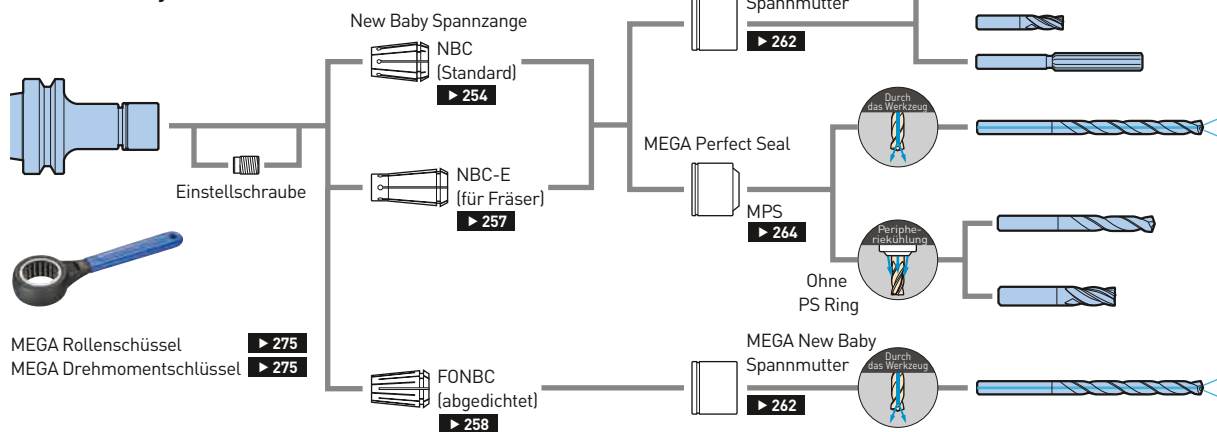 Spannmutter
▶ 262
New Baby Spannzange
NBC
(Standard)
▶ 254
Durch
das Werkzeug
MEGA Perfect Seal
Einstellschraube
NBC-E
(für Fräser)
▶ 257
MPS
▶ 264
Periphe-
riekühlung
Ohne
PS Ring
MEGA Rollenschüssel ▶ 275
MEGA Drehmomentschlüssel ▶ 275
FONBC
(abgedichtet)
▶ 258
MEGA New Baby
Spannmutter
▶ 262
Durch
das Werkzeug